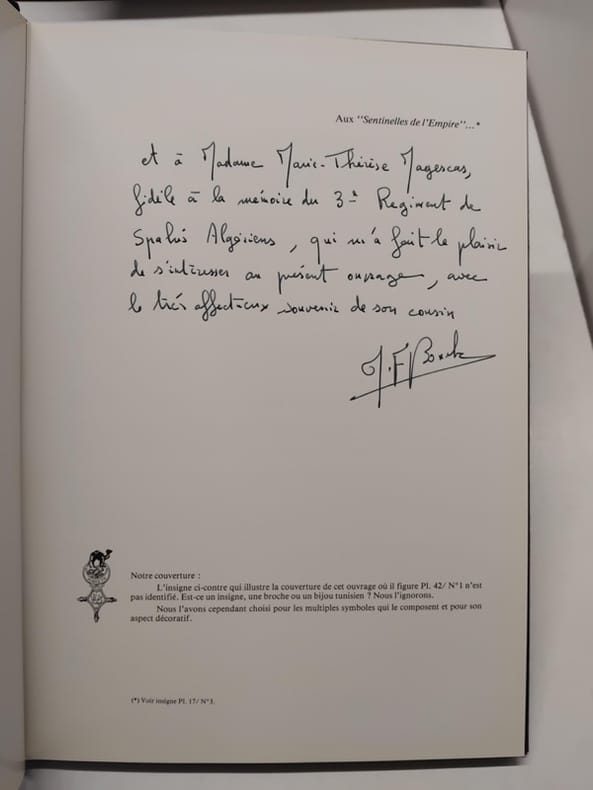 Aux "Sentinelles de l'Empire"...*
et à Madame Marie-Thérèse Magescas,
fidèle à la mémoire du 3e Régiment de
Spahis Algériens, qui m'a fait le plaisir
de s'intéresser au présent ouvrage, avec
le très affectueux souvenir de son cousin
J.F
Notre couverture :
L'insigne ci-contre qui illustre la couverture de cet ouvrage où il figure Pl. 42/ N°1 n'est
pas identifié. Est-ce un insigne, une broche ou un bijou tunisien ? Nous l'ignorons.
Nous l'avons cependant choisi pour les multiples symboles qui le composent et pour son
aspect décoratif.
(*) Voir insigne Pl. 17/ N°3.